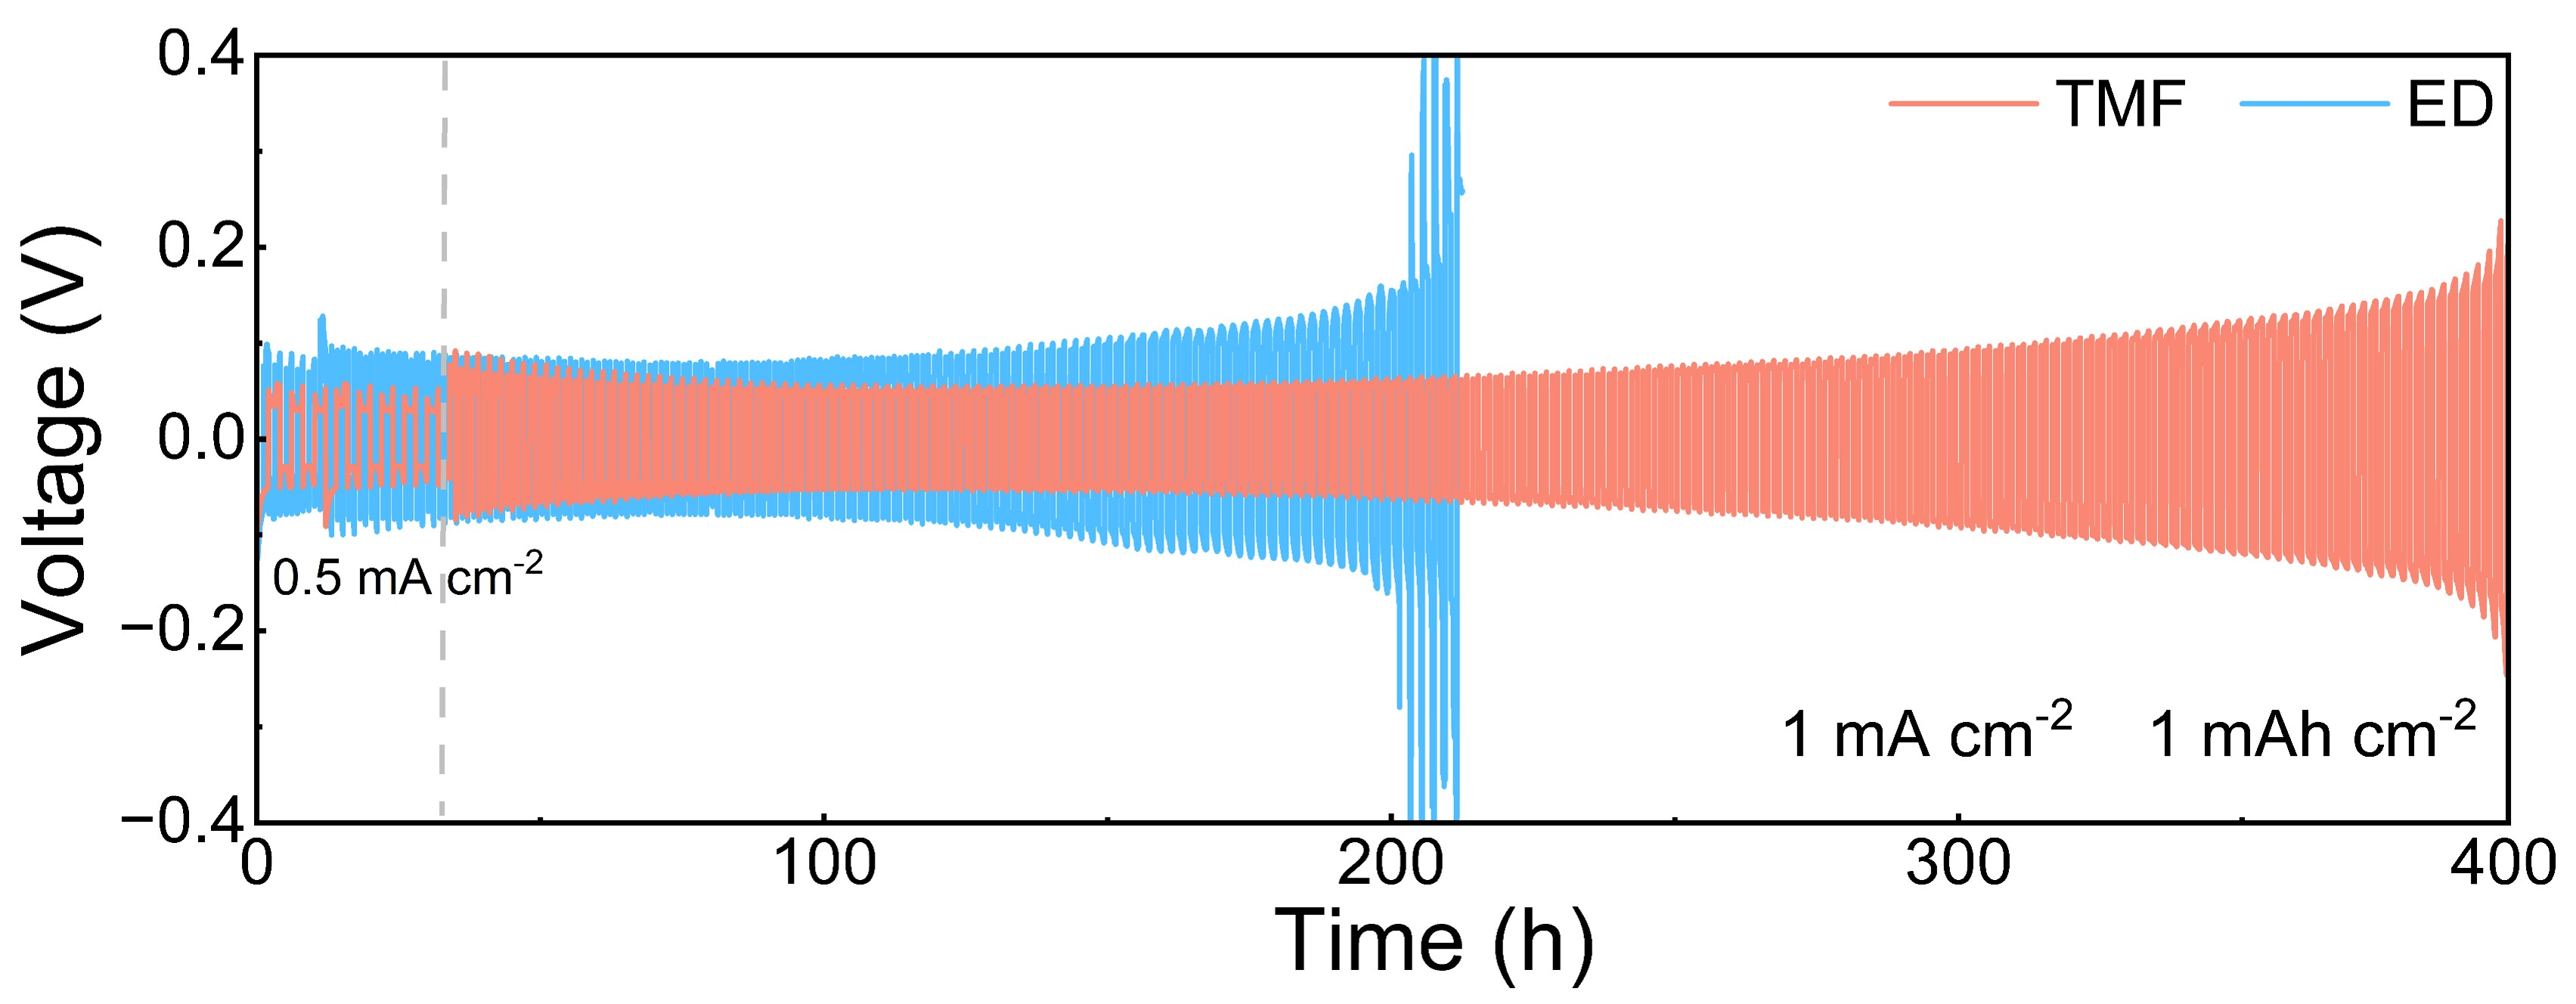 0.4
TMF ED
0.2
0.0
−0.2
−0.4
Voltage (V)
0.5 mA cm-2
1 mA cm-2 1 mAh cm-2
0 100 200 300 400
Time (h)